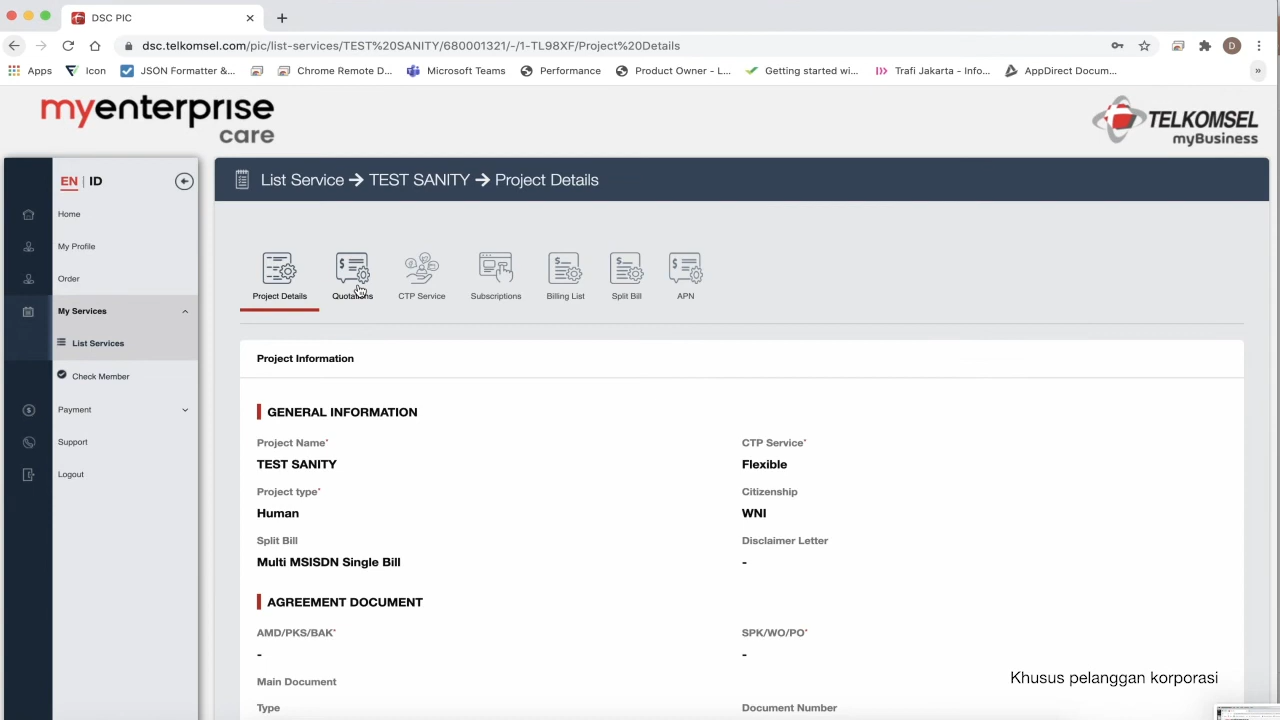 DSC PIC
dsc.telkomsel.com/pic/list-services/TEST%20SANITY/680001321/-/1-TL98XF/Project%20Details
D
Apps
Icon
JSON Formatter &...
Chrome Remote D...
Microsoft Teams
Performance
Product Owner - L...
Getting started wi...
Trafi Jakarta - Info...
AppDirect Docum...
»
myenterprise
care
TELKOMSEL
myBusiness
EN | ID
Home
My Profile
Order
My Services
List Services
Check Member
Payment
Support
Logout
List Service → TEST SANITY → Project Details
Project Details
Quotations
CTP Service
Subscriptions
Billing List
Split Bill
APN
Project Information
GENERAL INFORMATION
Project Name*
CTP Service*
TEST SANITY
Flexible
Project type*
Citizenship
Human
WNI
Split Bill
Disclaimer Letter
Multi MSISDN Single Bill
-
AGREEMENT DOCUMENT
AMD/PKS/BAK*
SPK/WO/PO*
-
-
Main Document
Type
Document Number
Khusus pelanggan korporasi